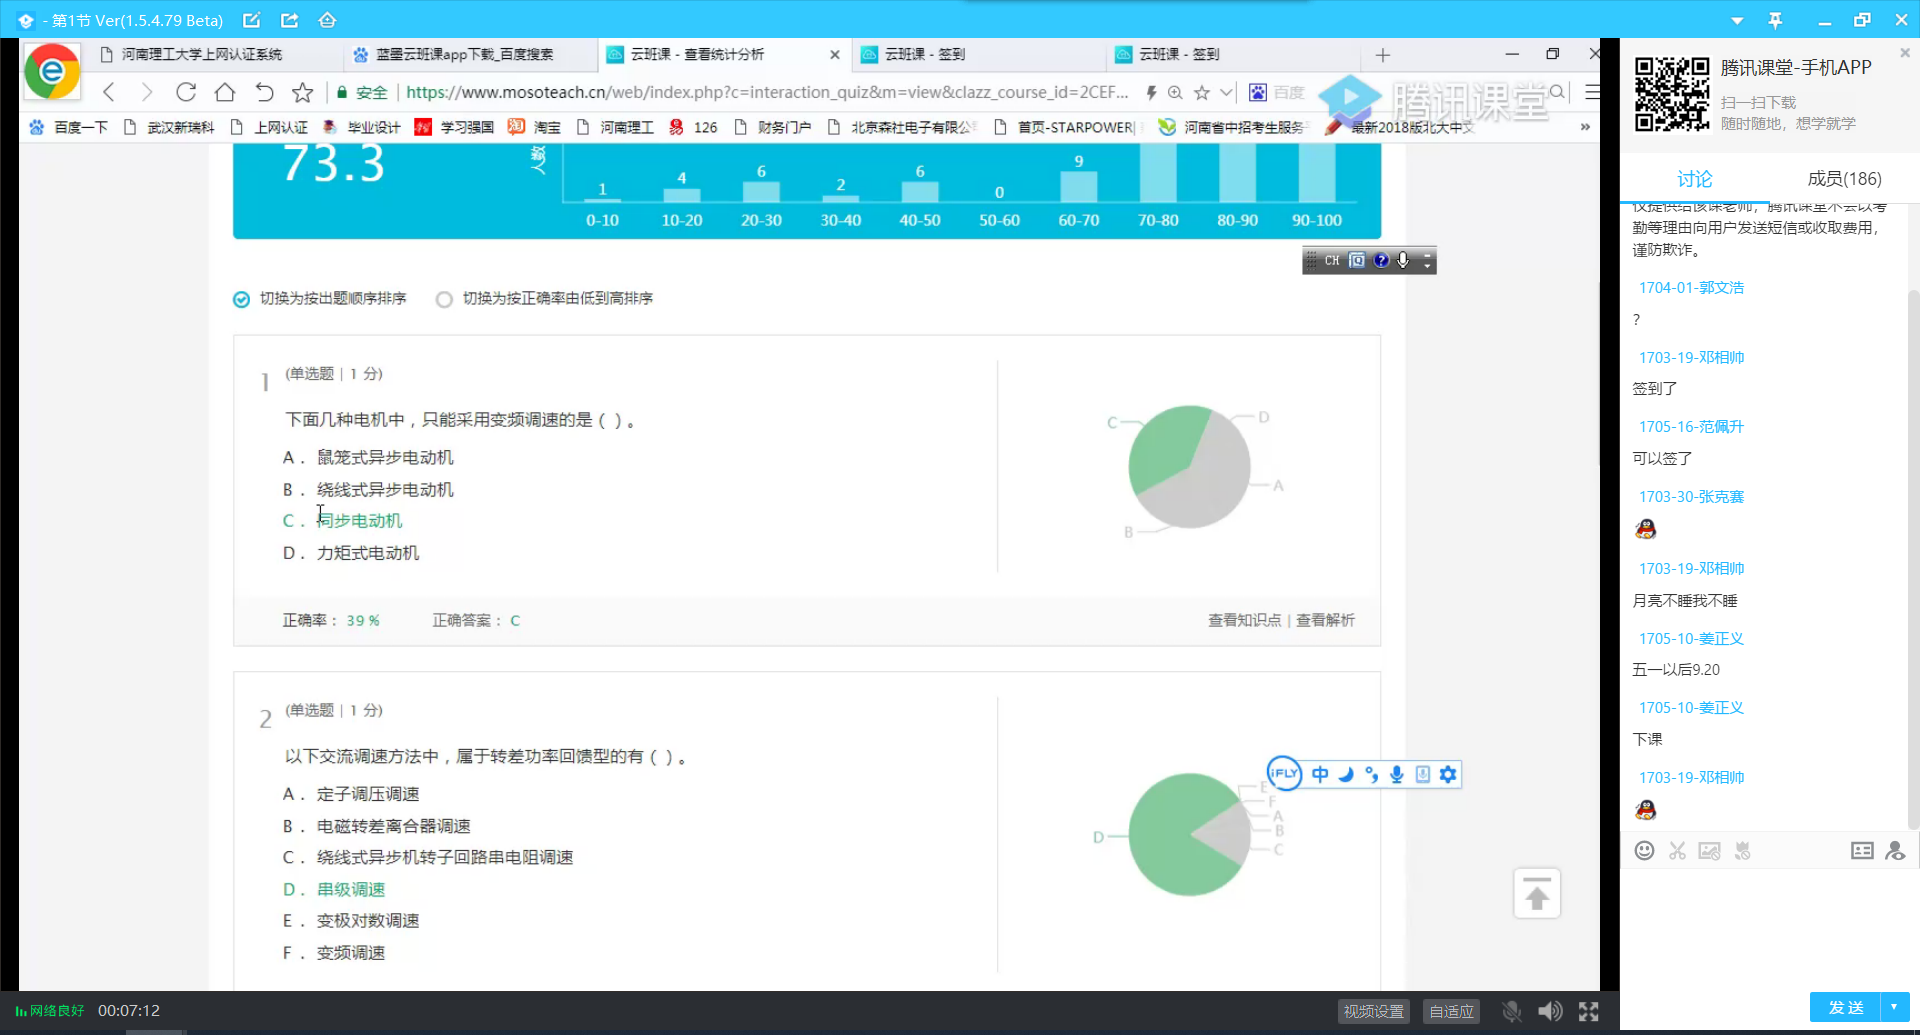 - 第1节 Ver(1.5.4.79 Beta)
河南理工大学上网认证系统
蓝墨云班课app下载_百度搜索
云班课 - 查看统计分析
云班课 - 签到
云班课 - 签到
安全
https://www.mosoteach.cn/web/index.php?c=interaction_quiz&m=view&clazz_course_id=2CEF...
百度
腾讯课堂
百度一下
武汉新瑞科
上网认证
毕业设计
学习强国
淘宝
河南理工
126
财务门户
北京森社电子有限公
首页-STARPOWER|
河南省中招考生服务
最新2018版北大中文
»
73.3
人数
1
4
6
2
6
0
9
0-10
10-20
20-30
30-40
40-50
50-60
60-70
70-80
80-90
90-100
CH
切换为按出题顺序排序
切换为按正确率由低到高排序
1
(单选题 | 1 分)
下面几种电机中，只能采用变频调速的是 ( ) 。
A . 鼠笼式异步电动机
B . 绕线式异步电动机
C . 同步电动机
D . 力矩式电动机
C
D
A
B
正确率： 39 %
正确答案： C
查看知识点 | 查看解析
2
(单选题 | 1 分)
以下交流调速方法中，属于转差功率回馈型的有 ( ) 。
A . 定子调压调速
B . 电磁转差离合器调速
C . 绕线式异步机转子回路串电阻调速
D . 串级调速
E . 变极对数调速
F . 变频调速
D
E
F
A
B
C
iFLY
中
网络良好
00:07:12
视频设置
自适应
腾讯课堂-手机APP
扫一扫下载
随时随地，想学就学
讨论
成员(186)
仅提供给该课老师，腾讯课堂不会以考
勤等理由向用户发送短信或收取费用，
谨防欺诈。
1704-01-郭文浩
?
1703-19-邓相帅
签到了
1705-16-范佩升
可以签了
1703-30-张克寨
1703-19-邓相帅
月亮不睡我不睡
1705-10-姜正义
五一以后9.20
1705-10-姜正义
下课
1703-19-邓相帅
发 送